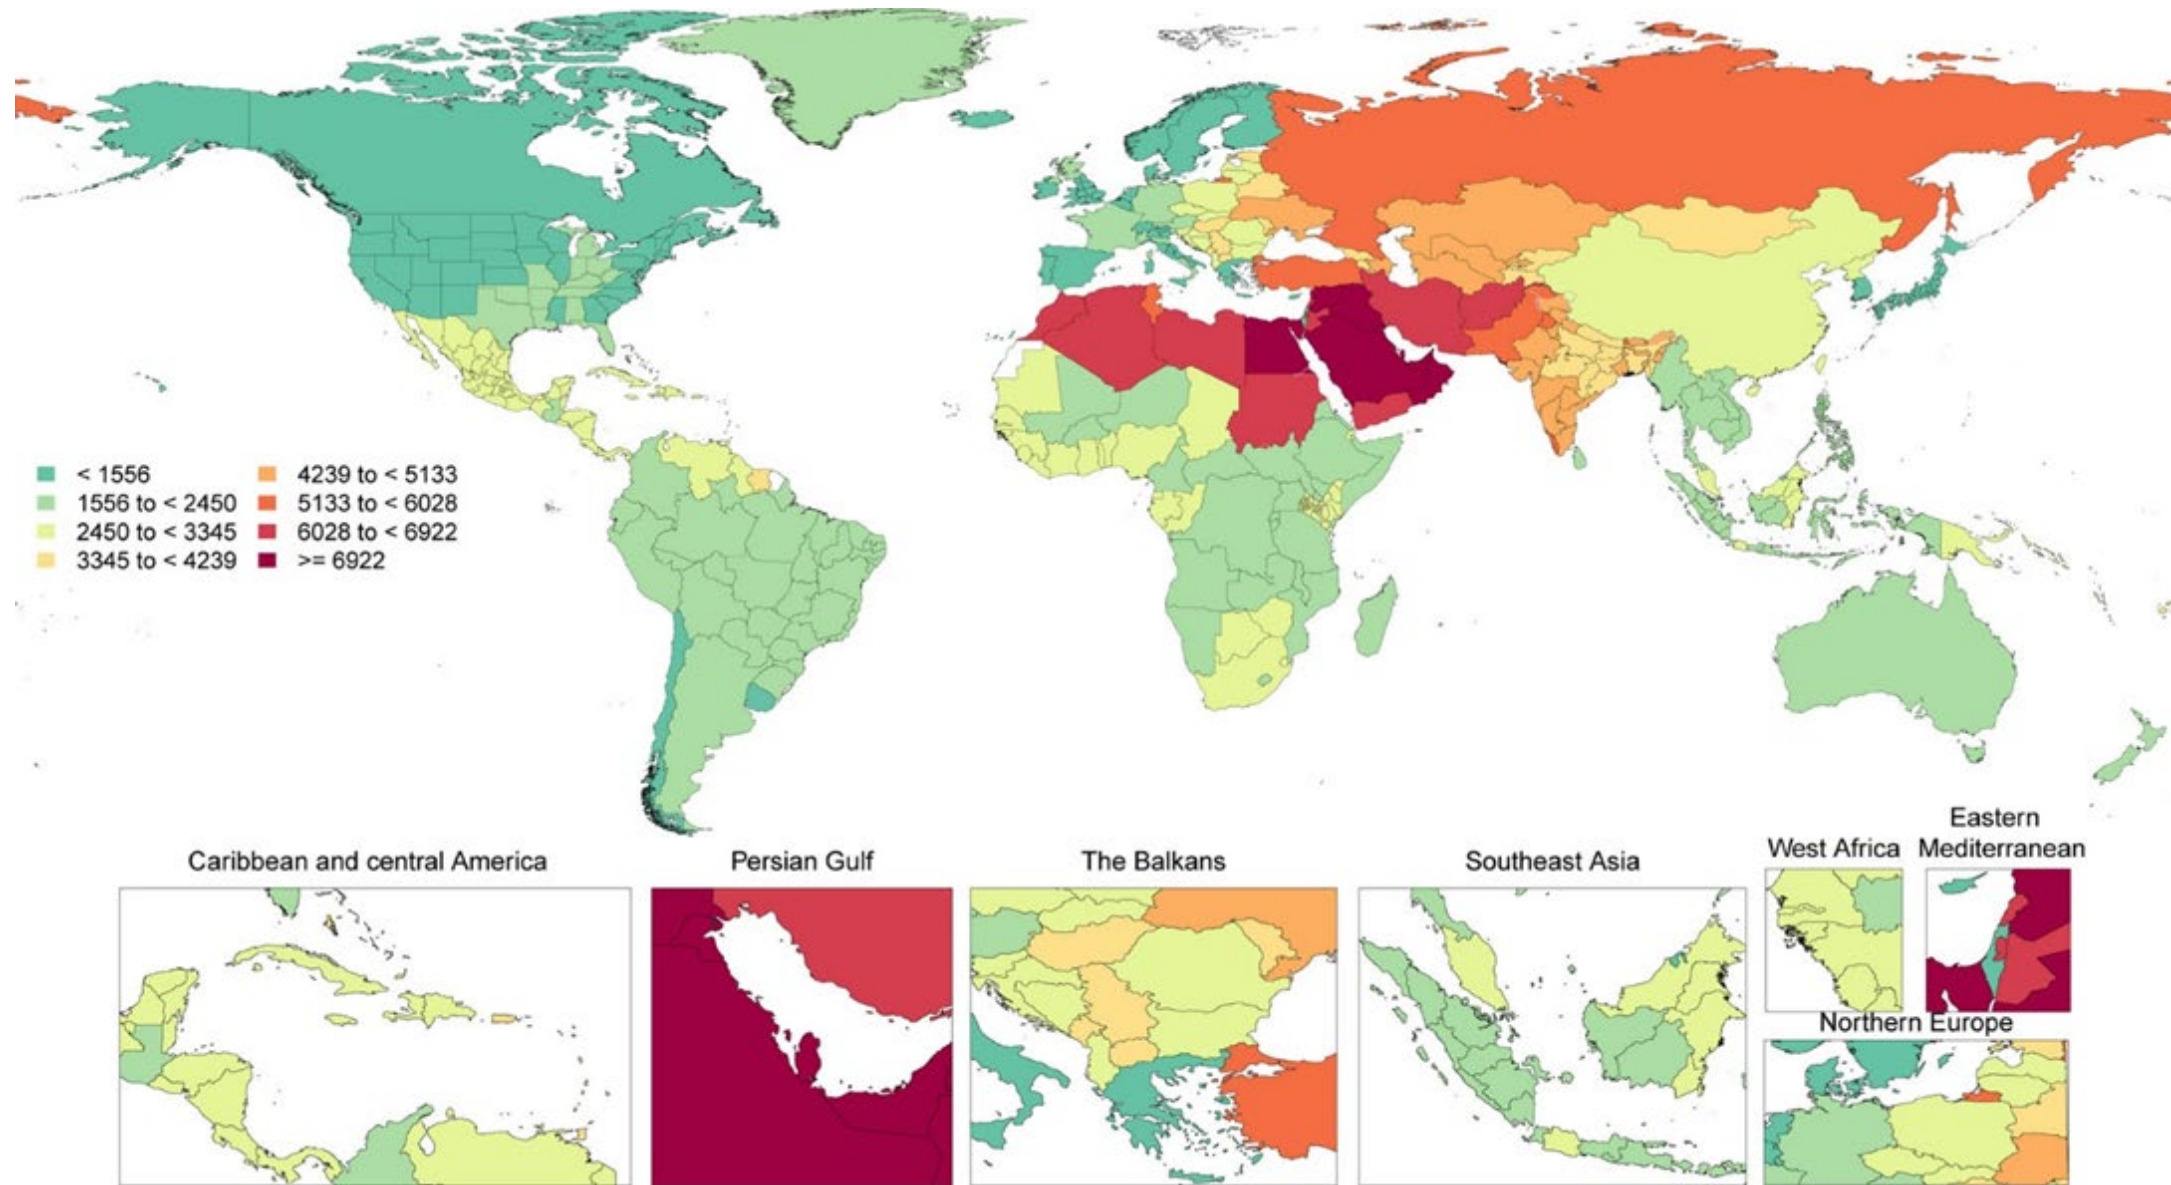 < 1556
1556 to < 2450
2450 to < 3345
3345 to < 4239
4239 to < 5133
5133 to < 6028
6028 to < 6922
>= 6922
Caribbean and central America
Persian Gulf
The Balkans
Southeast Asia
West Africa
Eastern
Mediterranean
Northern Europe